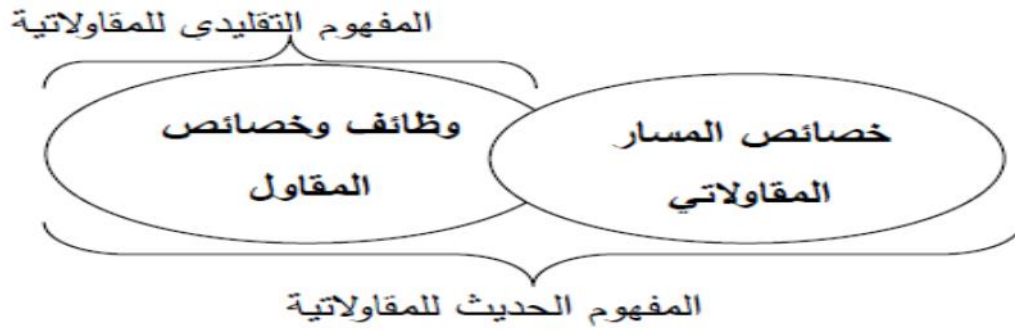 المفهوم التقليدي للمقاولاتية
خصائص المسار
المقاولاتي
وظائف وخصائص
المقاول
المفهوم الحديث للمقاولاتية